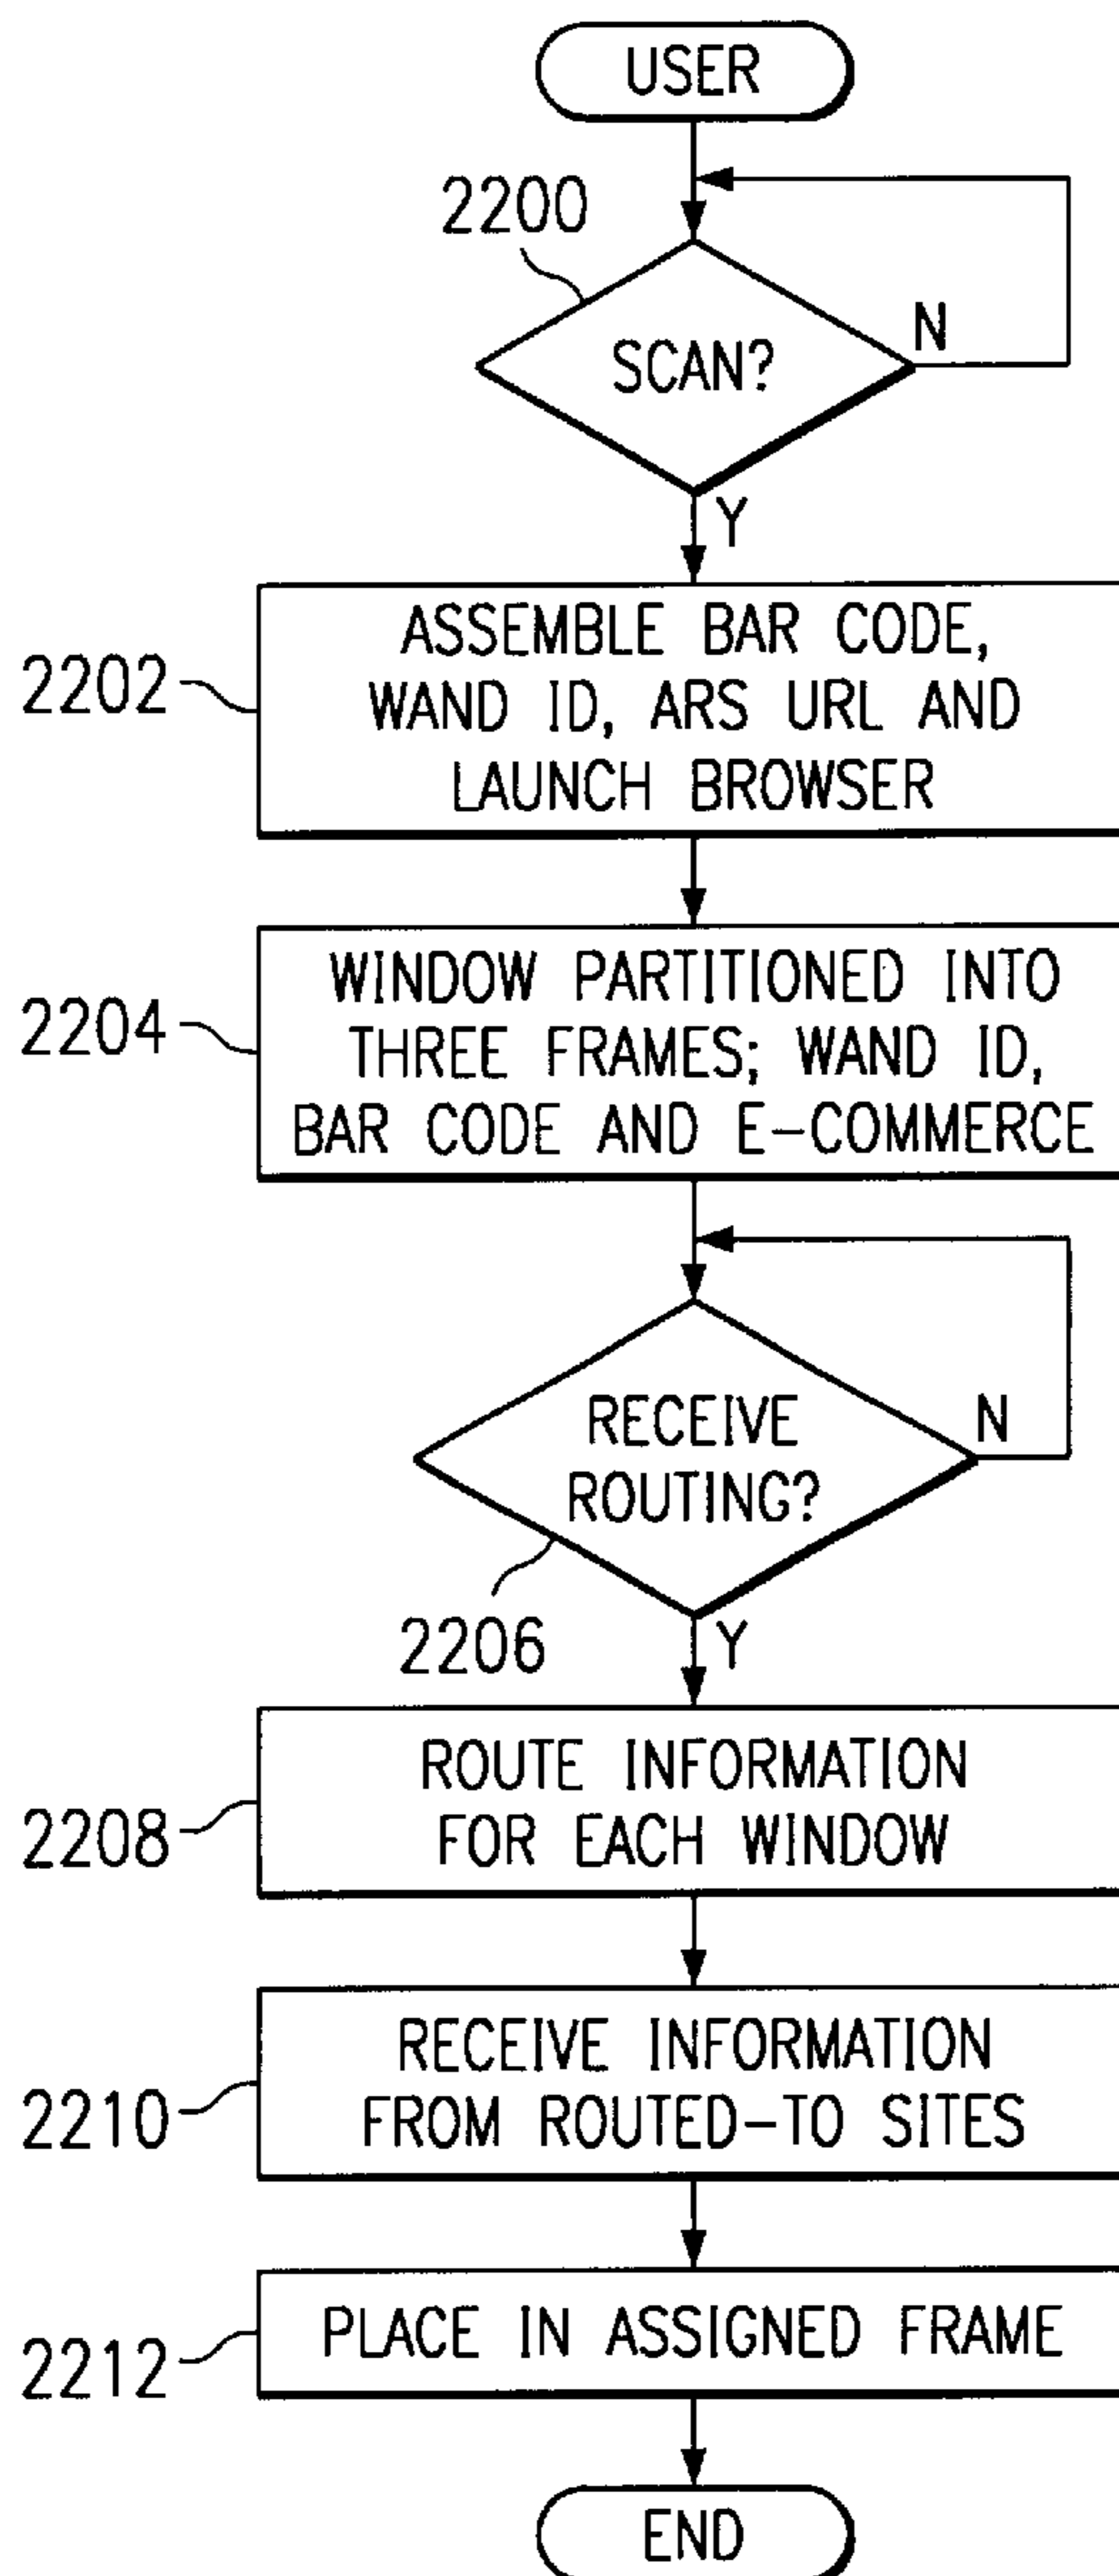 USER
2200
SCAN?
N
Y
2202
ASSEMBLE BAR CODE,
WAND ID, ARS URL AND
LAUNCH BROWSER
2204
WINDOW PARTITIONED INTO
THREE FRAMES; WAND ID,
BAR CODE AND E-COMMERCE
RECEIVE
ROUTING?
N
2206
Y
2208
ROUTE INFORMATION
FOR EACH WINDOW
2210
RECEIVE INFORMATION
FROM ROUTED-TO SITES
2212
PLACE IN ASSIGNED FRAME
END